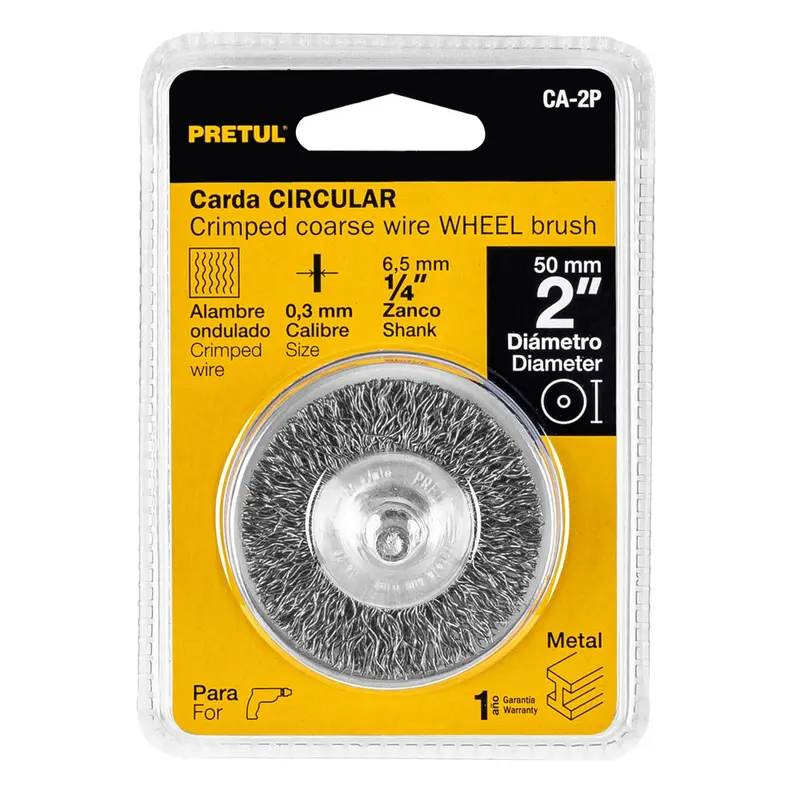 CA-2P
PRETUL®
Carda CIRCULAR
Crimped coarse wire WHEEL brush
Alambre
ondulado
Crimped
wire
0,3 mm
Calibre
Size
6,5 mm
1/4"
Zanco
Shank
50 mm
2"
Diámetro
Diameter
Para
For
1 año Garantía
Warranty
Metal